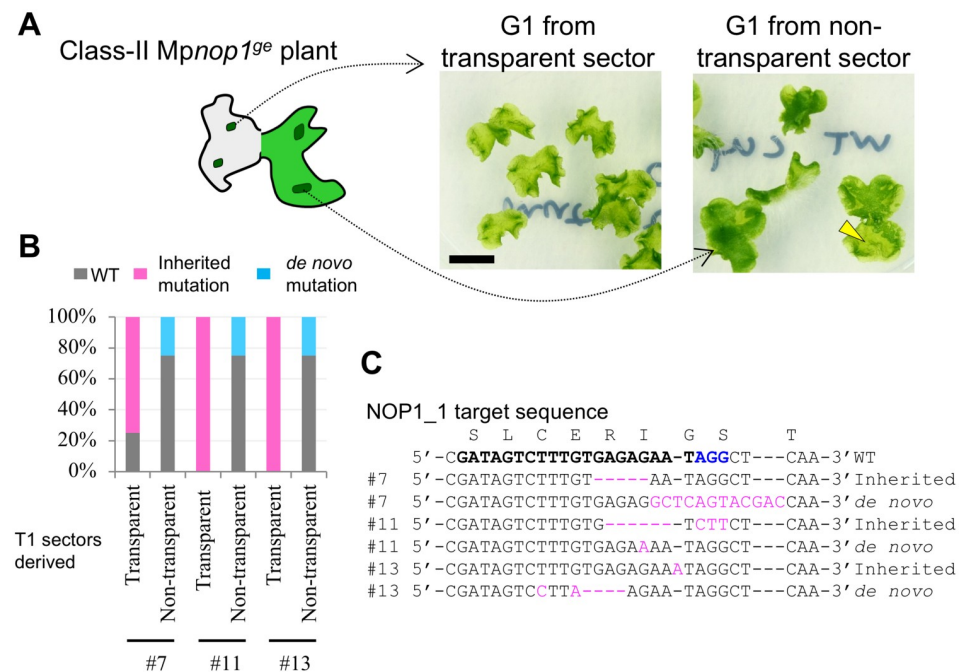 A
Class-II Mpnop1ge plant
G1 from transparent sector
G1 from non-transparent sector
B
WT
Inherited mutation
de novo mutation
100%
80%
60%
40%
20%
0%
T1 sectors derived
Transparent
Non-transparent
Transparent
Non-transparent
Transparent
Non-transparent
#7
#11
#13
C
NOP1_1 target sequence
S L C E R I G S T
5′-CGATAGTCTTTGTGAGAGAA-TAGGCT---CAA-3′WT
#7 5′-CGATAGTCTTTGT-----AA-TAGGCT---CAA-3′Inherited
#7 5′-CGATAGTCTTTGTGAGAGGCTCAGTACGACCAA-3′de novo
#11 5′-CGATAGTCTTTGTG-------TCTTCT---CAA-3′Inherited
#11 5′-CGATAGTCTTTGTGAGAAAA-TAGGCT---CAA-3′de novo
#13 5′-CGATAGTCTTTGTGAGAGAAATAGGCT---CAA-3′Inherited
#13 5′-CGATAGTCCTTA----AGAA-TAGGCT---CAA-3′de novo